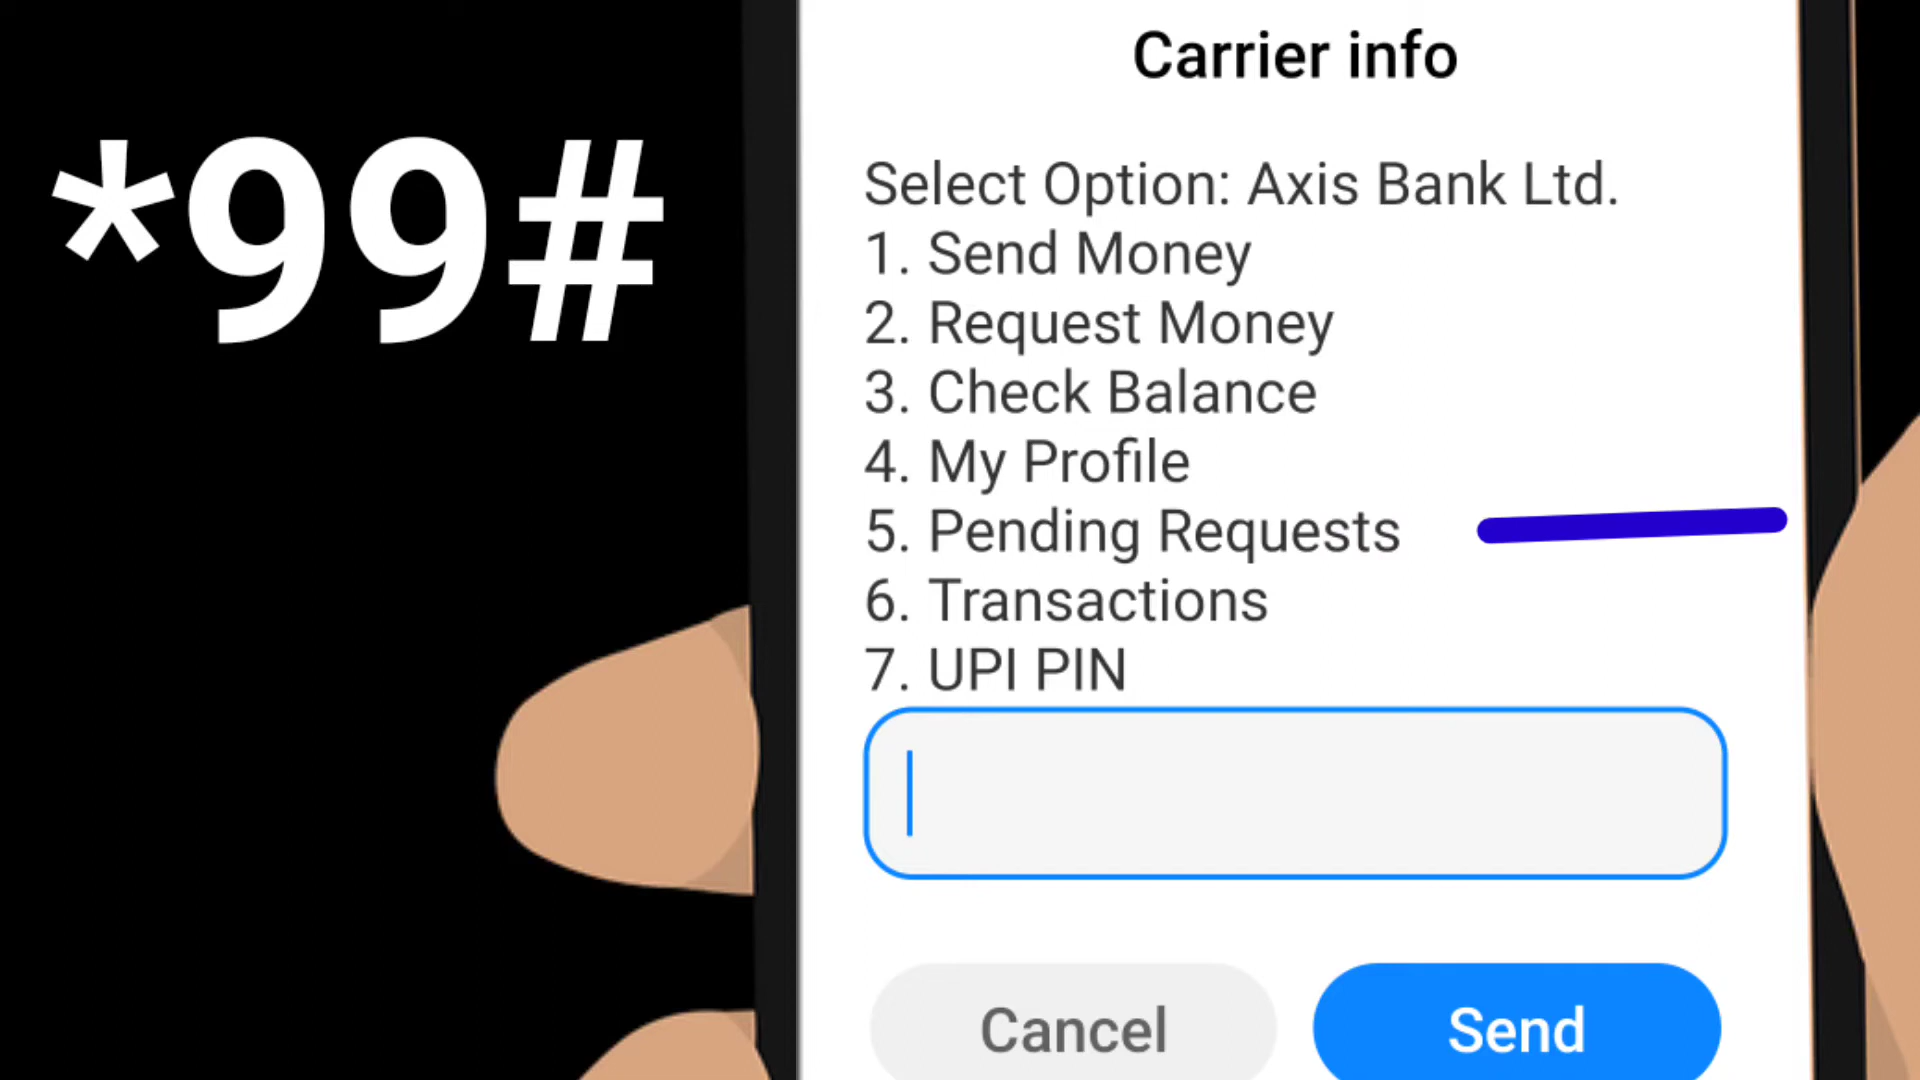 *99#
Carrier info
Select Option: Axis Bank Ltd.
1. Send Money
2. Request Money
3. Check Balance
4. My Profile
5. Pending Requests
6. Transactions
7. UPI PIN
Cancel
Send